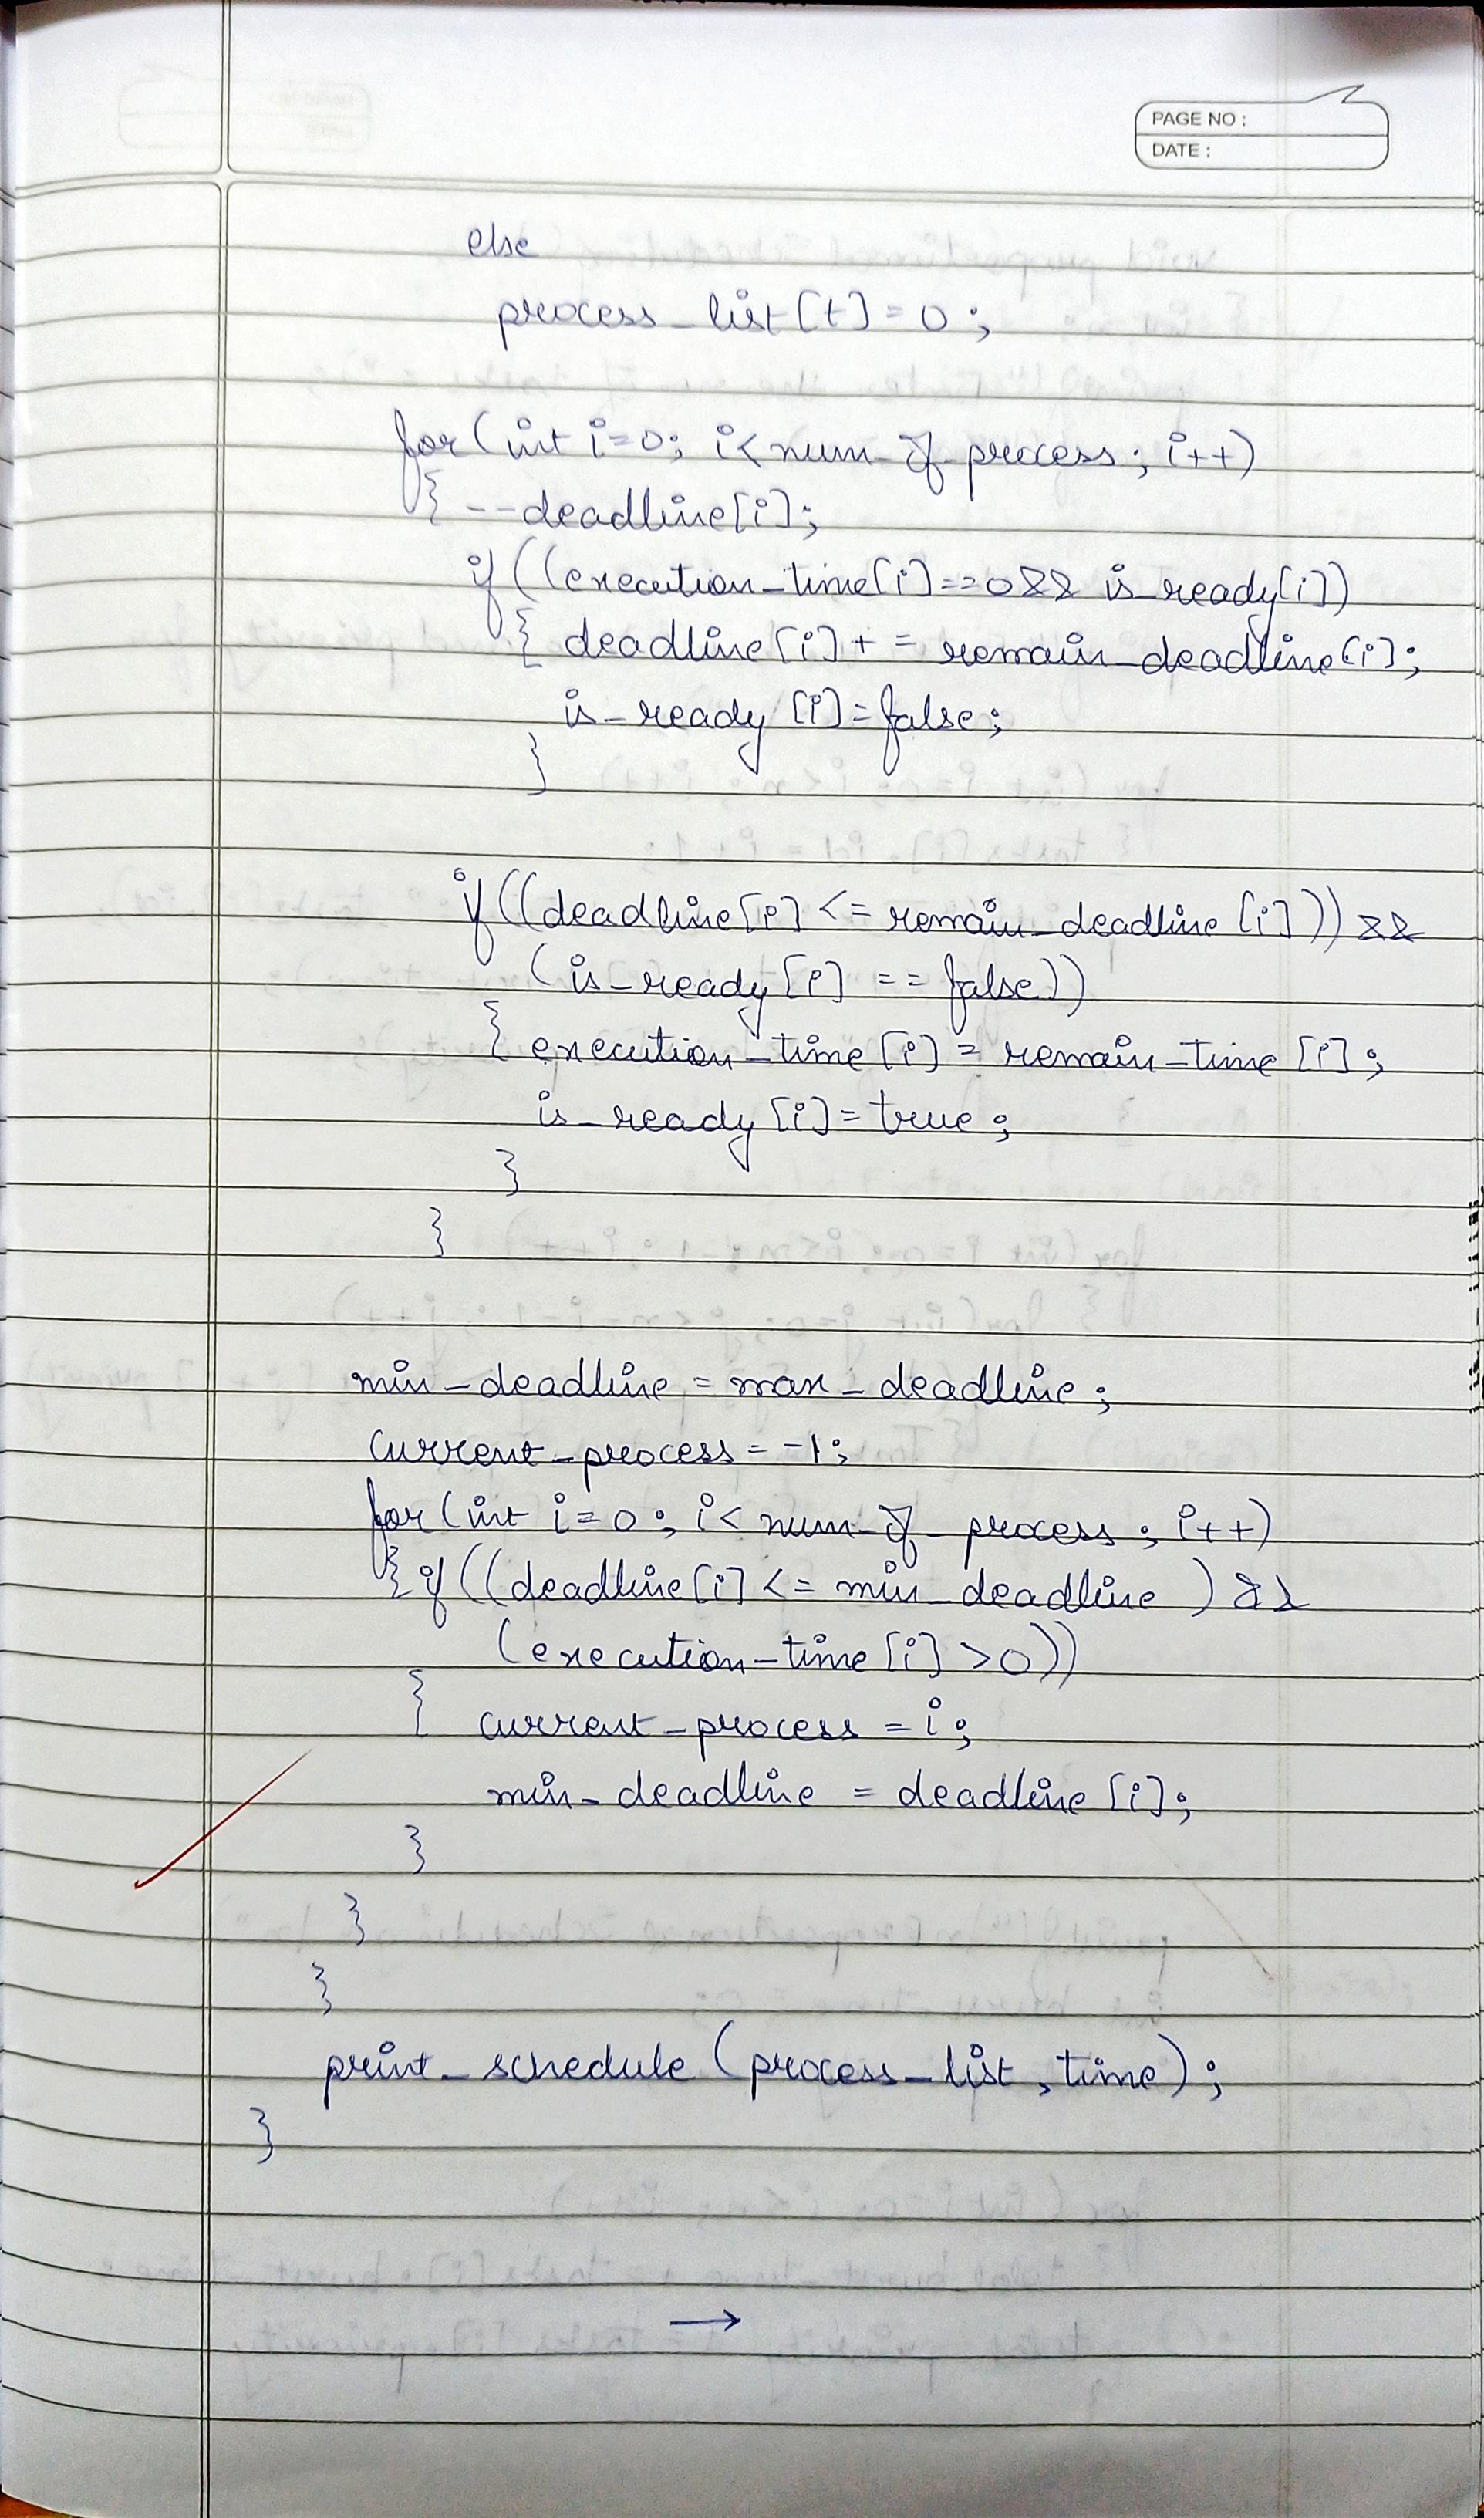 PAGE NO :
DATE :
else
process_list[t]=0;
for(int i=0; i<num_of_process; i++)
{ --deadline[i];
if((execution_time[i]==0&& is_ready[i])
{ deadline[i]+ = remain_deadline[i];
is_ready [i]=false;
}
if((deadline[i] <= remain_deadline [i])) &&
(is_ready[i] == false))
{ execution_time[i] = remain_time [i];
is_ready[i]=true;
}
}
min_deadline = max_deadline;
current_process = -1;
for(int i=0; i< num_of_process; i++)
{if((deadline[i] <= min_deadline ) &&
(execution_time[i] >0))
{ current_process = i;
min_deadline = deadline [i];
}
}
}
print_schedule (process_list, time);
}
→